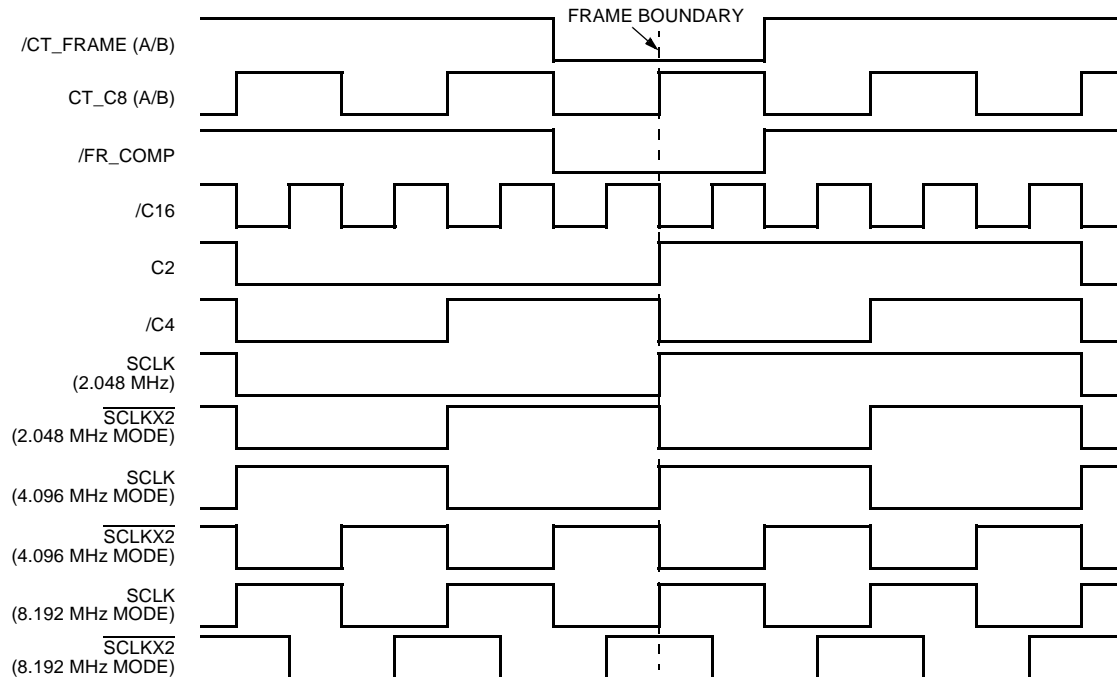 FRAME BOUNDARY
/CT_FRAME (A/B)
CT_C8 (A/B)
/FR_COMP
/C16
C2
/C4
SCLK
(2.048 MHz)
SCLKX2
(2.048 MHz MODE)
SCLK
(4.096 MHz MODE)
SCLKX2
(4.096 MHz MODE)
SCLK
(8.192 MHz MODE)
SCLKX2
(8.192 MHz MODE)